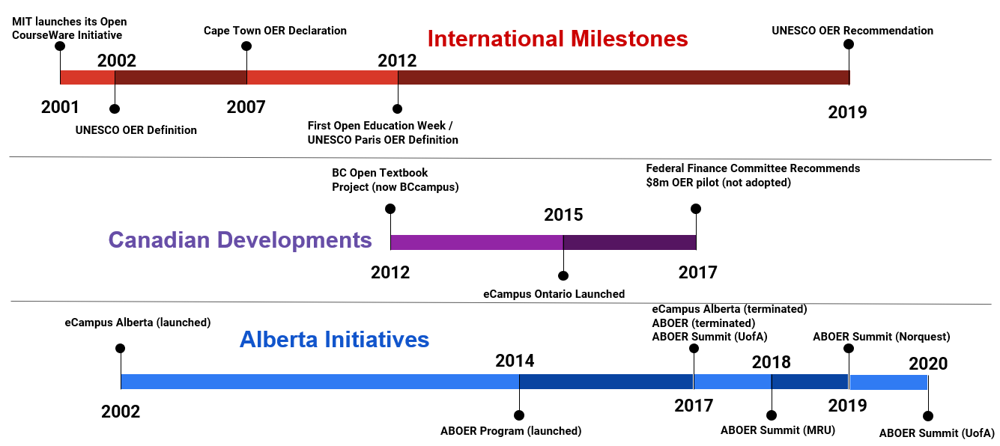 MIT launches its Open
CourseWare Initiative
Cape Town OER Declaration
International Milestones
UNESCO OER Recommendation
2002
2012
2001
2007
2019
UNESCO OER Definition
First Open Education Week /
UNESCO Paris OER Definition
BC Open Textbook
Project (now BCcampus)
Federal Finance Committee Recommends
$8m OER pilot (not adopted)
2015
Canadian Developments
2012
2017
eCampus Ontario Launched
eCampus Alberta (launched)
Alberta Initiatives
eCampus Alberta (terminated)
ABOER (terminated)
ABOER Summit (UofA)
ABOER Summit (Norquest)
2014
2018
2020
2002
2017
2019
ABOER Program (launched)
ABOER Summit (MRU)
ABOER Summit (UofA)